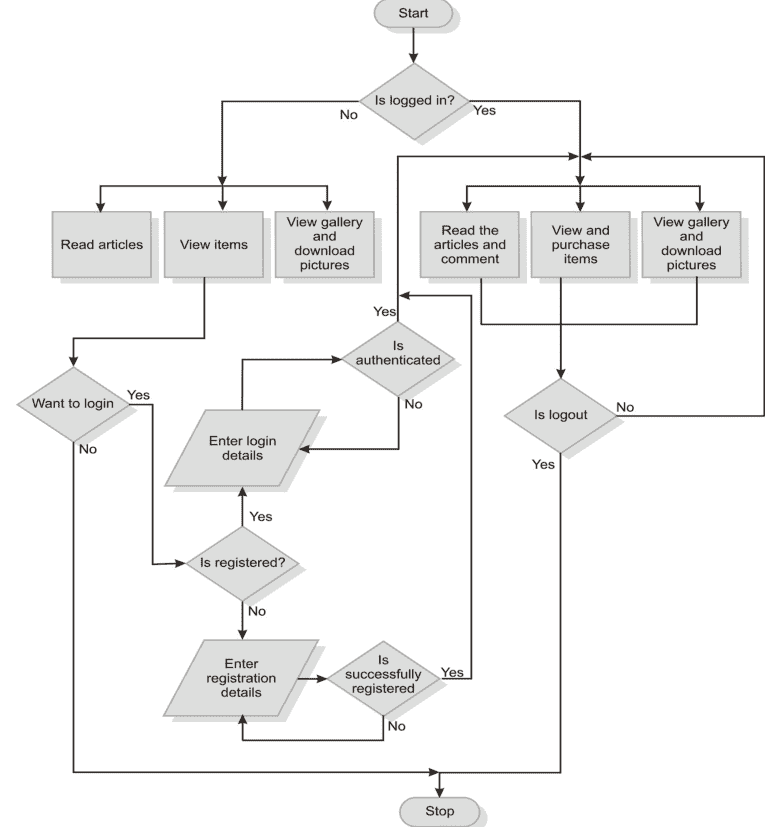 Start
Is logged in?
No
Yes
Read articles
View items
View gallery
and
download
pictures
Read the
articles and
comment
View and
purchase
items
View gallery
and
download
pictures
Yes
Is
authenticated
No
Want to login
Yes
No
Enter login
details
Is logout
No
Yes
Yes
Is registered?
No
Enter
registration
details
Is
successfully
registered
Yes
No
Stop